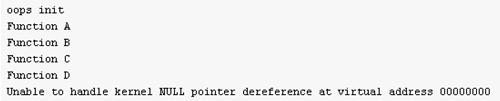 oops init
Function A
Function B
Function C
Function D
Unable to handle kernel NULL pointer dereference at virtual address 00000000